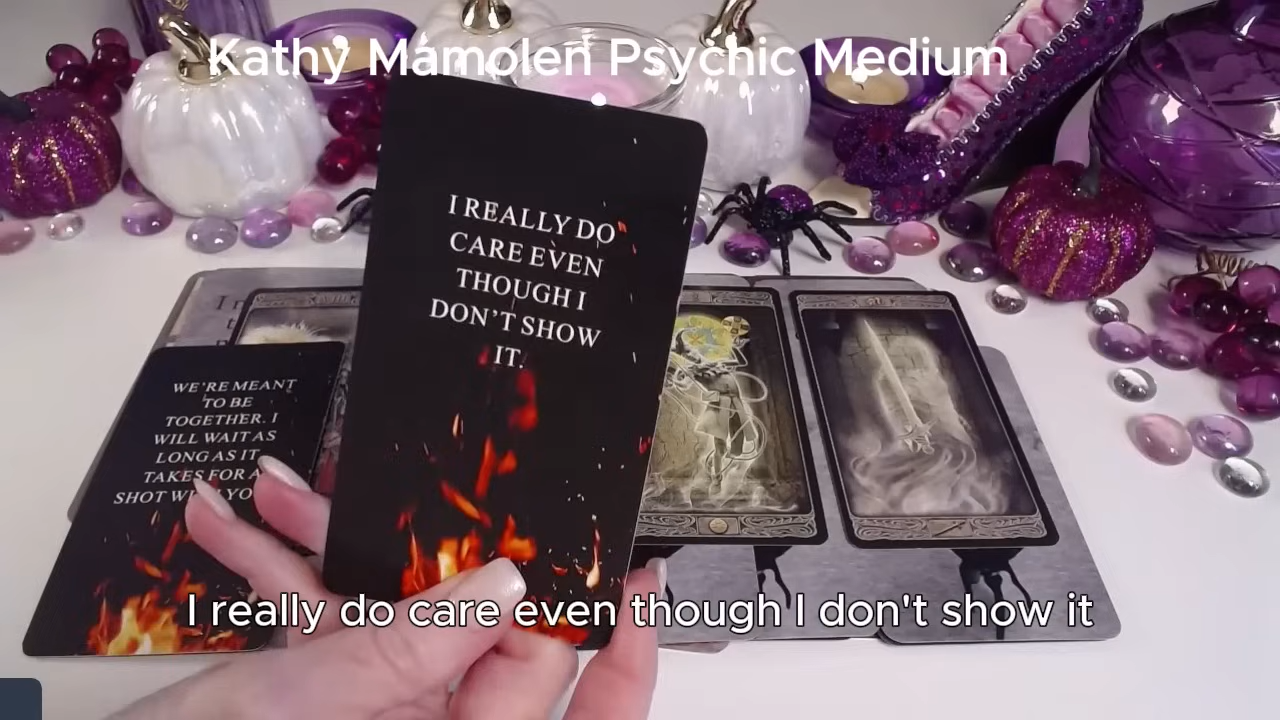 Kathy Mamolen Psychic Medium
I REALLY DO
CARE EVEN
THOUGH I
DON'T SHOW
IT.
WE'RE MEANT
TO BE
TOGETHER. I
WILL WAIT AS
LONG AS IT
TAKES FOR A
SHOT
I really do care even though I don't show it